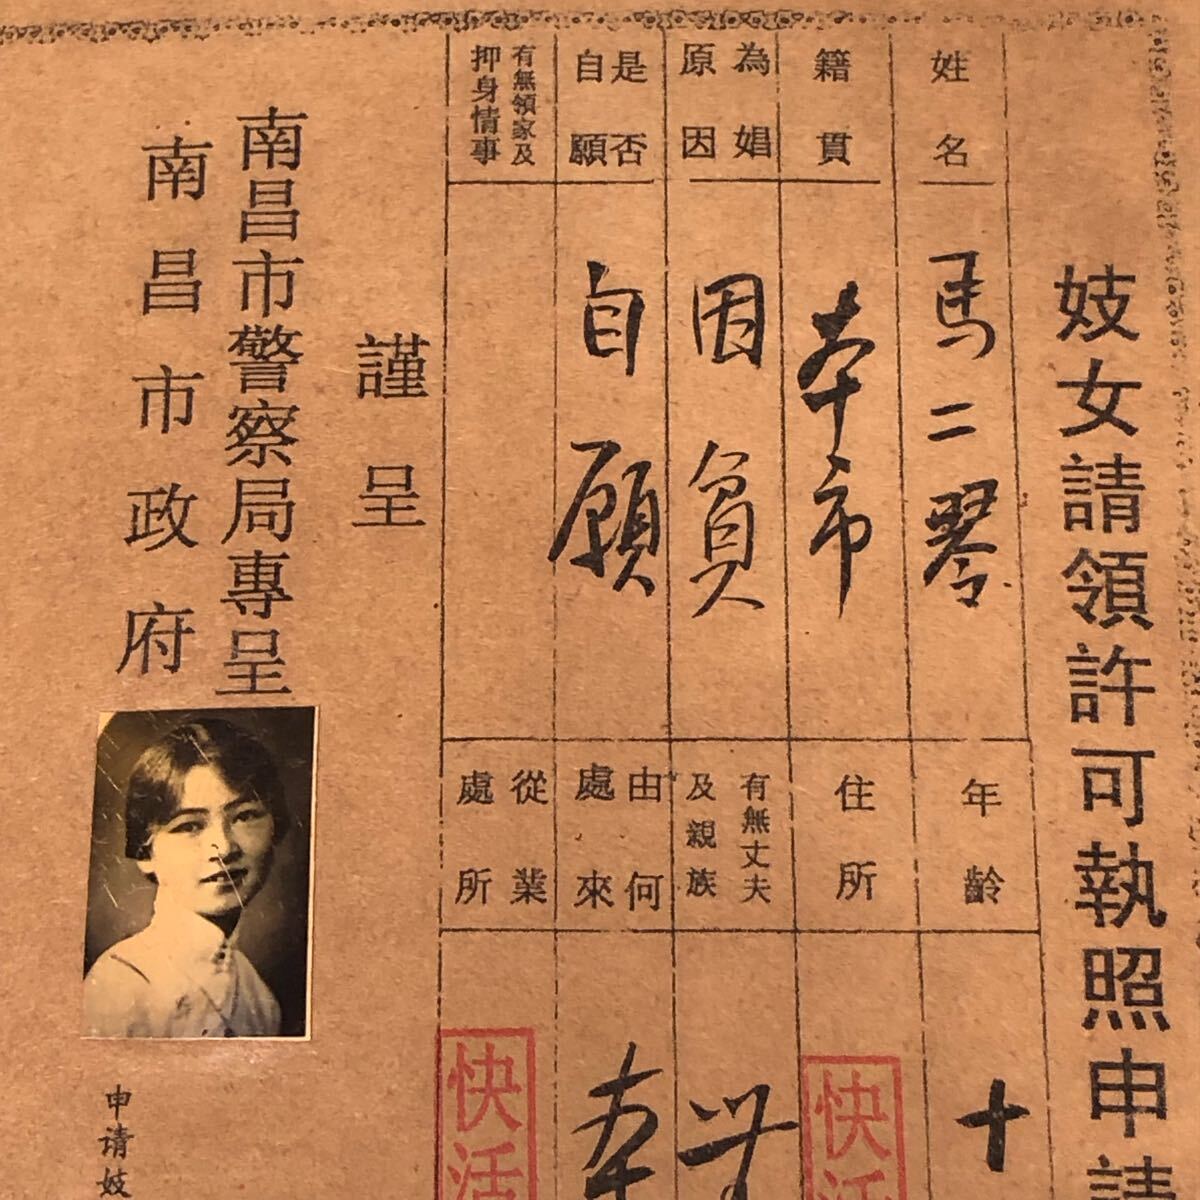 妓女請領許可執照申請
姓名
馬二琴
年齡
十
籍貫
本市
住所
快活
為娼
原因
因負
有無丈夫
及親族
是否
自願
自願
由何
處來
本
有無領家及
抑身情事
從業
處所
快活
謹呈
南昌市警察局專呈
南昌市政府
申请妓